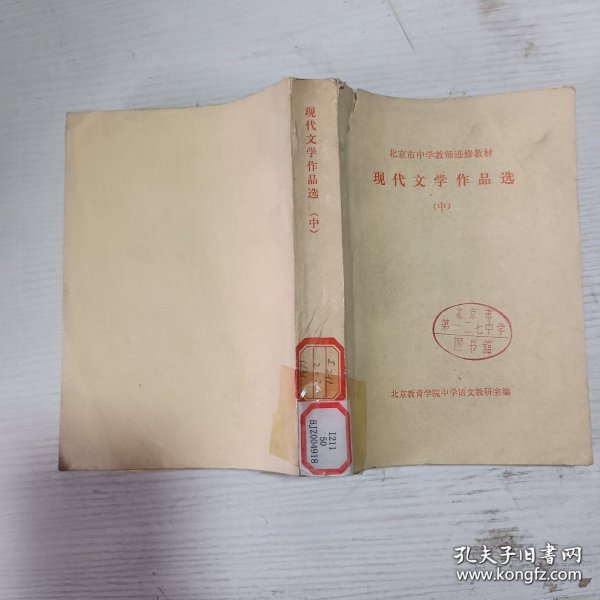 北京市中学教师进修教材
现代文学作品选
(中)
北京市
第一二七中学
图书馆
北京教育学院中学语文教研室编
现代文学作品选(中)
I211
50
BJZ004918
孔夫子旧书网
www.kongfz.com